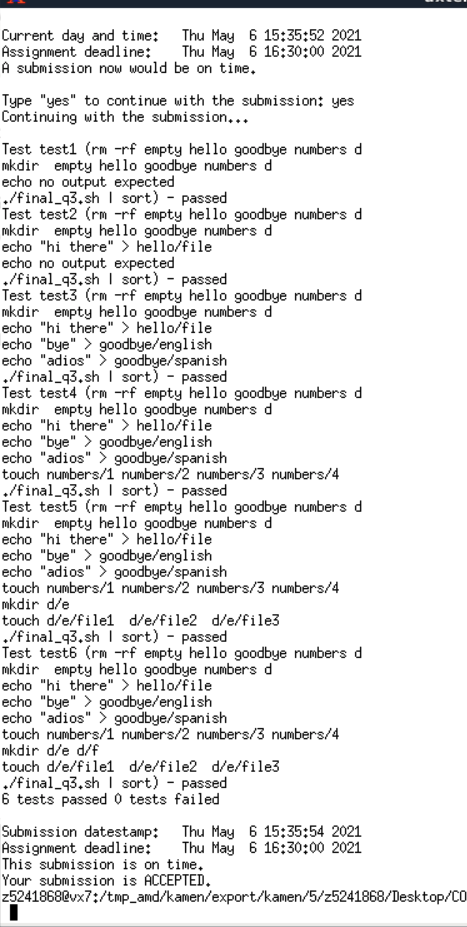 Current day and time:   Thu May  6 15:35:52 2021
Assignment deadline:    Thu May  6 16:30:00 2021
A submission now would be on time.

Type "yes" to continue with the submission: yes
Continuing with the submission...

Test test1 (rm -rf empty hello goodbye numbers d
mkdir  empty hello goodbye numbers d
echo no output expected
./final_q3.sh | sort) - passed
Test test2 (rm -rf empty hello goodbye numbers d
mkdir  empty hello goodbye numbers d
echo "hi there" > hello/file
echo no output expected
./final_q3.sh | sort) - passed
Test test3 (rm -rf empty hello goodbye numbers d
mkdir  empty hello goodbye numbers d
echo "hi there" > hello/file
echo "bye" > goodbye/english
echo "adios" > goodbye/spanish
./final_q3.sh | sort) - passed
Test test4 (rm -rf empty hello goodbye numbers d
mkdir  empty hello goodbye numbers d
echo "hi there" > hello/file
echo "bye" > goodbye/english
echo "adios" > goodbye/spanish
touch numbers/1 numbers/2 numbers/3 numbers/4
./final_q3.sh | sort) - passed
Test test5 (rm -rf empty hello goodbye numbers d
mkdir  empty hello goodbye numbers d
echo "hi there" > hello/file
echo "bye" > goodbye/english
echo "adios" > goodbye/spanish
touch numbers/1 numbers/2 numbers/3 numbers/4
mkdir d/e
touch d/e/file1  d/e/file2  d/e/file3
./final_q3.sh | sort) - passed
Test test6 (rm -rf empty hello goodbye numbers d
mkdir  empty hello goodbye numbers d
echo "hi there" > hello/file
echo "bye" > goodbye/english
echo "adios" > goodbye/spanish
touch numbers/1 numbers/2 numbers/3 numbers/4
mkdir d/e d/f
touch d/e/file1  d/e/file2  d/e/file3
./final_q3.sh | sort) - passed
6 tests passed 0 tests failed

Submission datestamp:   Thu May  6 15:35:54 2021
Assignment deadline:    Thu May  6 16:30:00 2021
This submission is on time.
Your submission is ACCEPTED.
z5241868@vx7:/tmp_amd/kamen/export/kamen/5/z5241868/Desktop/CO